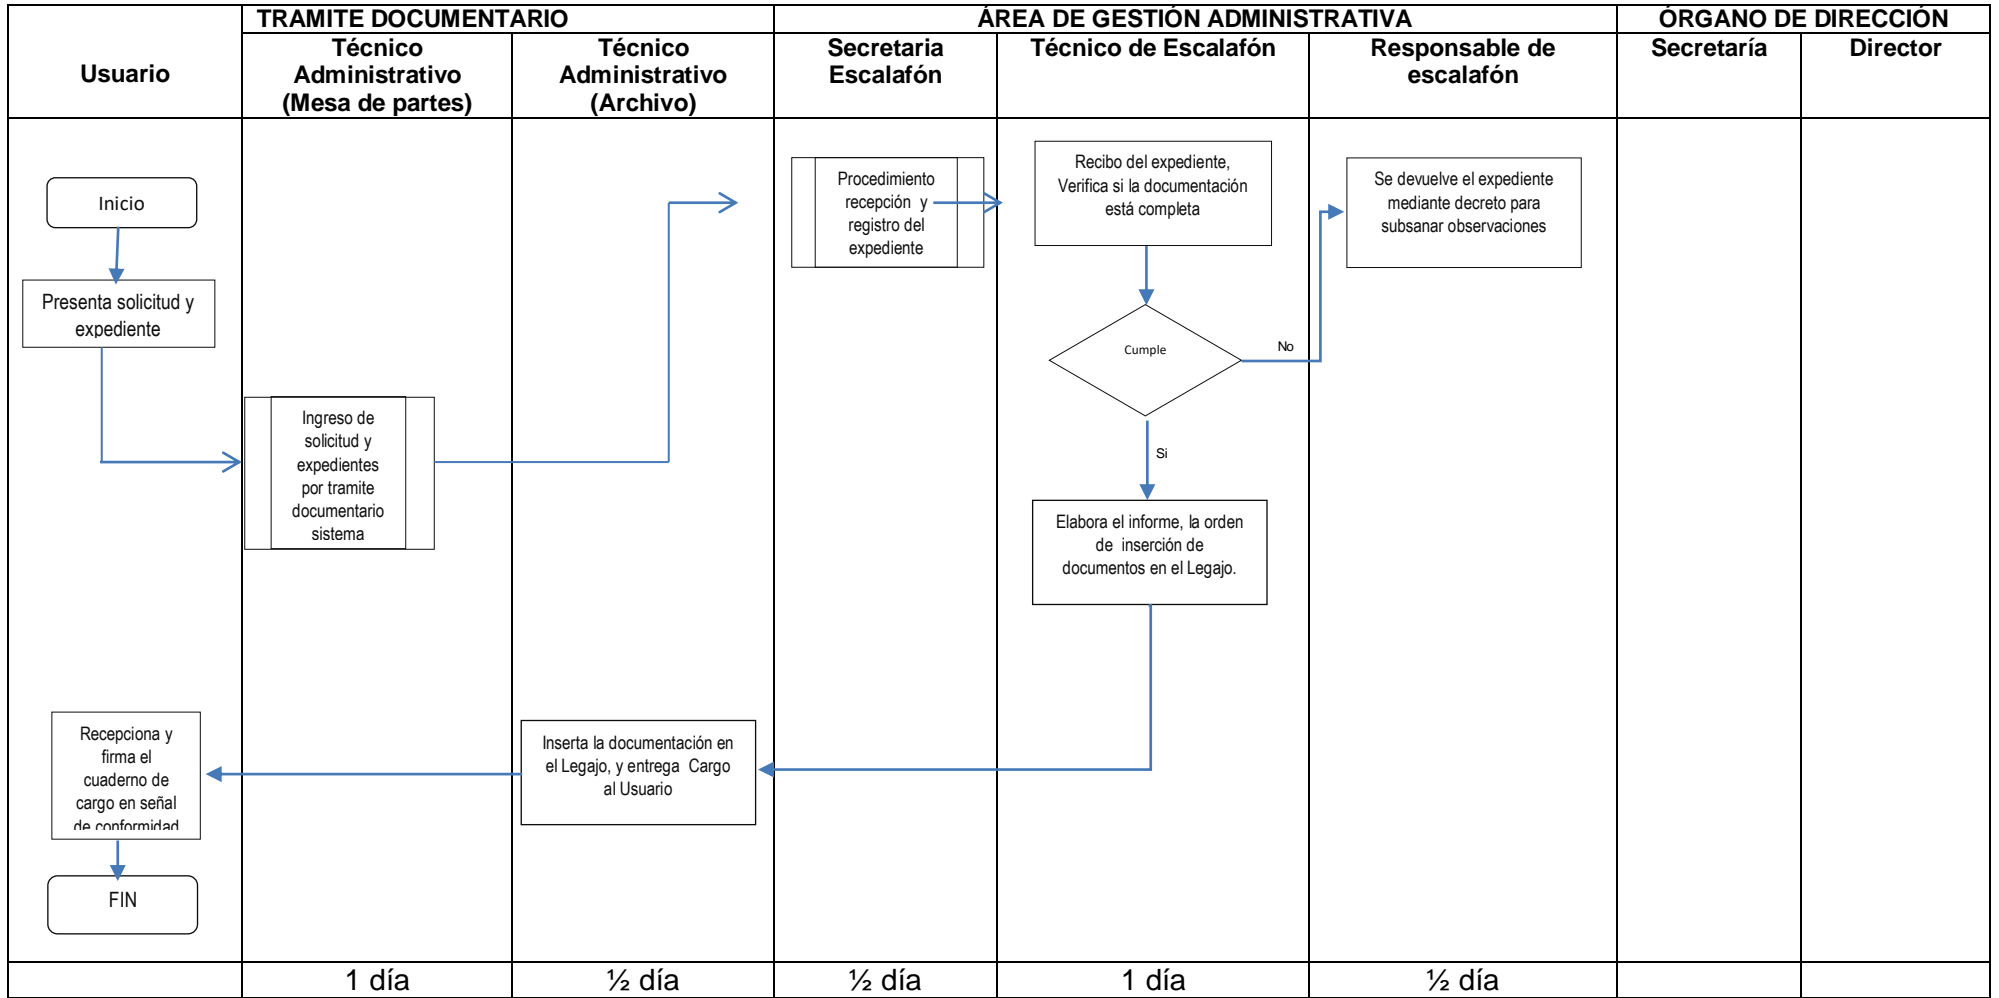 TRAMITE DOCUMENTARIO
ÁREA DE GESTIÓN ADMINISTRATIVA
ÓRGANO DE DIRECCIÓN
Usuario
Técnico
Administrativo
(Mesa de partes)
Técnico
Administrativo
(Archivo)
Secretaria
Escalafón
Técnico de Escalafón
Responsable de
escalafón
Secretaría
Director
Inicio
Presenta solicitud y
expediente
Ingreso de
solicitud y
expedientes
por tramite
documentario
sistema
Procedimiento
recepción y
registro del
expediente
Recibo del expediente,
Verifica si la documentación
está completa
Se devuelve el expediente
mediante decreto para
subsanar observaciones
Cumple
No
Si
Elabora el informe, la orden
de inserción de
documentos en el Legajo.
Inserta la documentación en
el Legajo, y entrega Cargo
al Usuario
Recepciona y
firma el
cuaderno de
cargo en señal
de conformidad
FIN
1 día
½ día
½ día
1 día
½ día